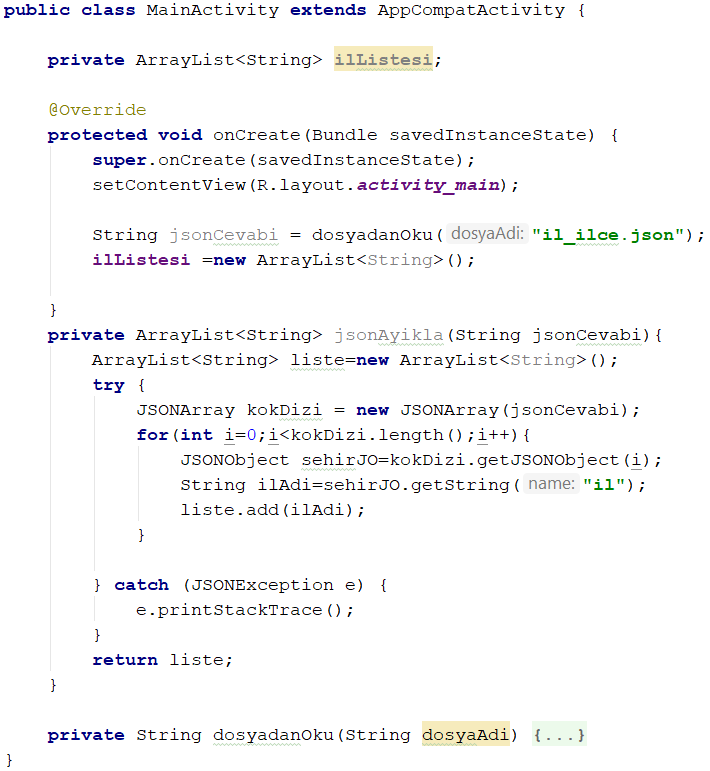 public class MainActivity extends AppCompatActivity {
private ArrayList<String> ilListesi;
@Override
protected void onCreate(Bundle savedInstanceState) {
super.onCreate(savedInstanceState);
setContentView(R.layout.activity_main);
String jsonCevabi = dosyadanOku( dosyaAdi: "il_ilce.json");
ilListesi =new ArrayList<String>();
}
private ArrayList<String> jsonAyikla(String jsonCevabi){
ArrayList<String> liste=new ArrayList<String>();
try {
JSONArray kokDizi = new JSONArray(jsonCevabi);
for(int i=0;i<kokDizi.length();i++){
JSONObject sehirJO=kokDizi.getJSONObject(i);
String ilAdi=sehirJO.getString( name: "il");
liste.add(ilAdi);
}
} catch (JSONException e) {
e.printStackTrace();
}
return liste;
}
private String dosyadanOku(String dosyaAdi) {...}
}